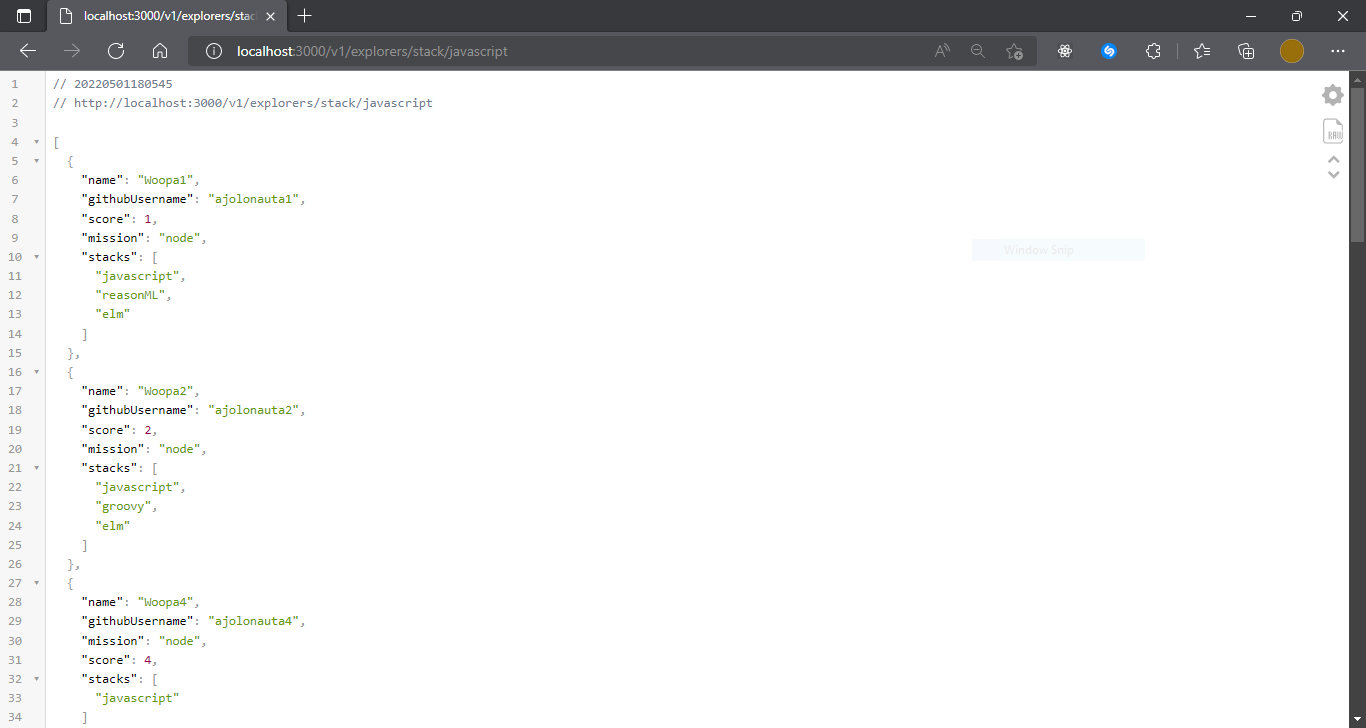 localhost:3000/v1/explorers/stac
localhost:3000/v1/explorers/stack/javascript
1 // 20220501180545
2 // http://localhost:3000/v1/explorers/stack/javascript
3
4 [
5 {
6 "name": "Woopa1",
7 "githubUsername": "ajolonauta1",
8 "score": 1,
9 "mission": "node",
10 "stacks": [
11 "javascript",
12 "reasonML",
13 "elm"
14 ]
15 },
16 {
17 "name": "Woopa2",
18 "githubUsername": "ajolonauta2",
19 "score": 2,
20 "mission": "node",
21 "stacks": [
22 "javascript",
23 "groovy",
24 "elm"
25 ]
26 },
27 {
28 "name": "Woopa4",
29 "githubUsername": "ajolonauta4",
30 "mission": "node",
31 "score": 4,
32 "stacks": [
33 "javascript"
34 ]
RAW
Window Snip